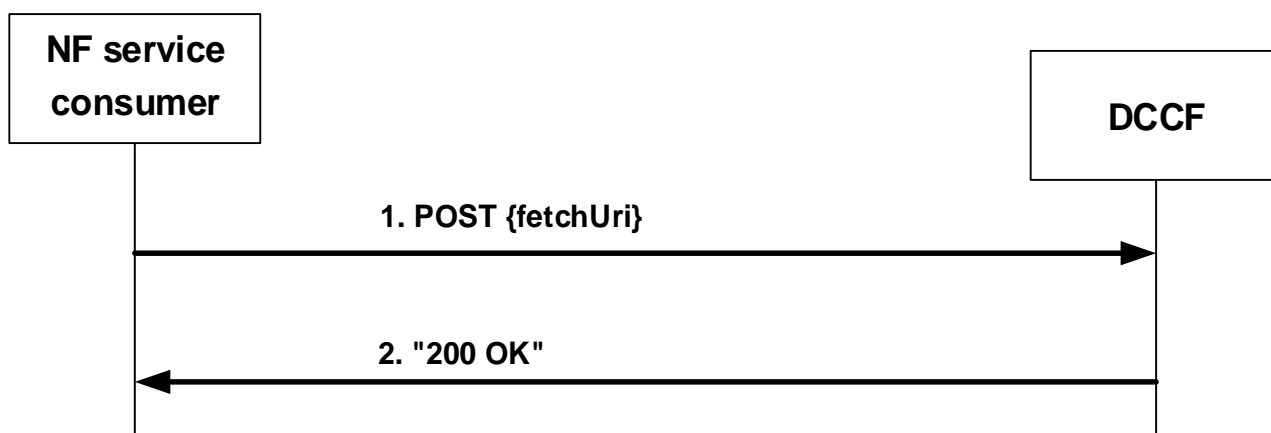 NF service
consumer
DCCF
1. POST {fetchUri}
2. "200 OK"